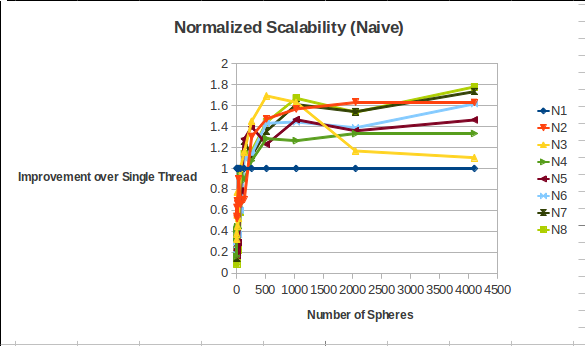 Normalized Scalability (Naive)
2
1.8
1.6
1.4
1.2
1
0.8
0.6
0.4
0.2
0
Improvement over Single Thread
0 500 1000 1500 2000 2500 3000 3500 4000 4500
Number of Spheres
N1
N2
N3
N4
N5
N6
N7
N8